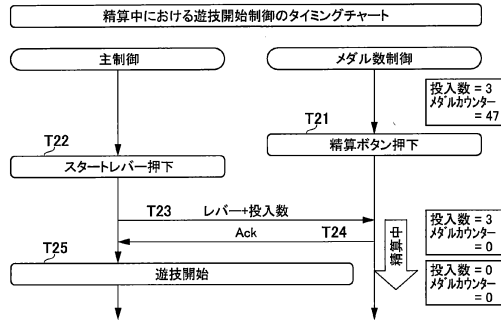 精算中における遊技開始制御のタイミングチャート
主制御
メダル数制御
投入数 = 3
メダルカウンター
= 47
T21
精算ボタン押下
T22
スタートレバー押下
T23
レバー+投入数
Ack
T24
精算中
投入数 = 3
メダルカウンター
= 0
T25
遊技開始
投入数 = 0
メダルカウンター
= 0